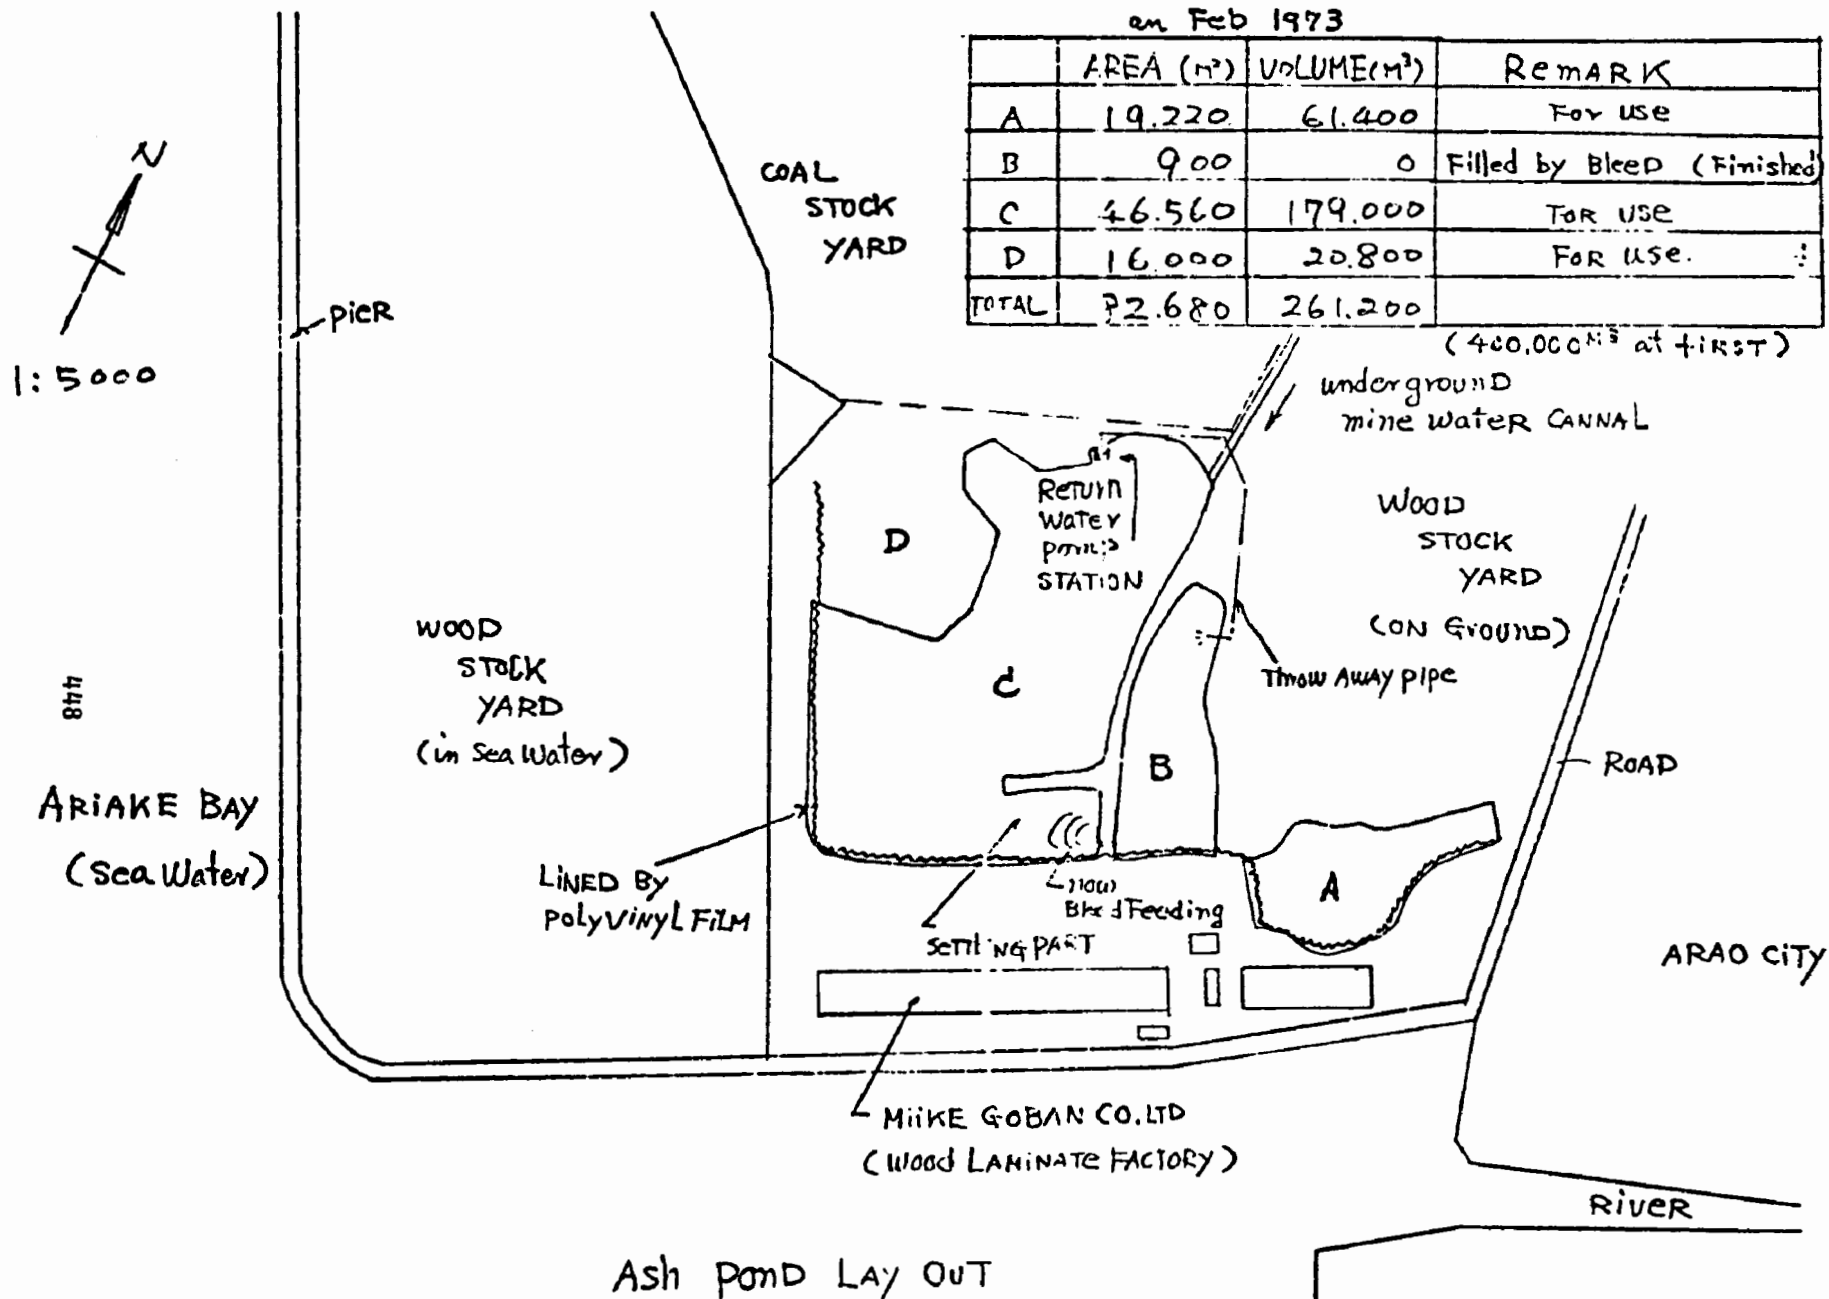 an Feb 1973
AREA (M²) VOLUME(M³) RemARK
A 19.220 61.400 For use
B 900 0 Filled by BleeD (Finished)
C 46.560 179.000 FOR use
D 16.000 20.800 FOR use.
TOTAL 82.680 261.200
(400.000 M³ at fiRST)
N
1:5000
PieR
COAL
STOCK
YARD
undergrounD
mine wateR CANNAL
Return
Water
STATION
WOOD
STOCK
YARD
(ON GrounD)
D
WOOD
STOCK
YARD
(in Sea Water)
C
Throw AWAY pipe
B
ROAD
448
ARiAKE BAY
(Sea Water)
LiNED BY
POLYViNYL FiLM
now
Feeding
A
SettliNG PART
ARAO CiTY
MiiKE GOBAN CO.LTD
(Wood LAMiNATe FACTORY)
RiveR
Ash PonD LAY OUT